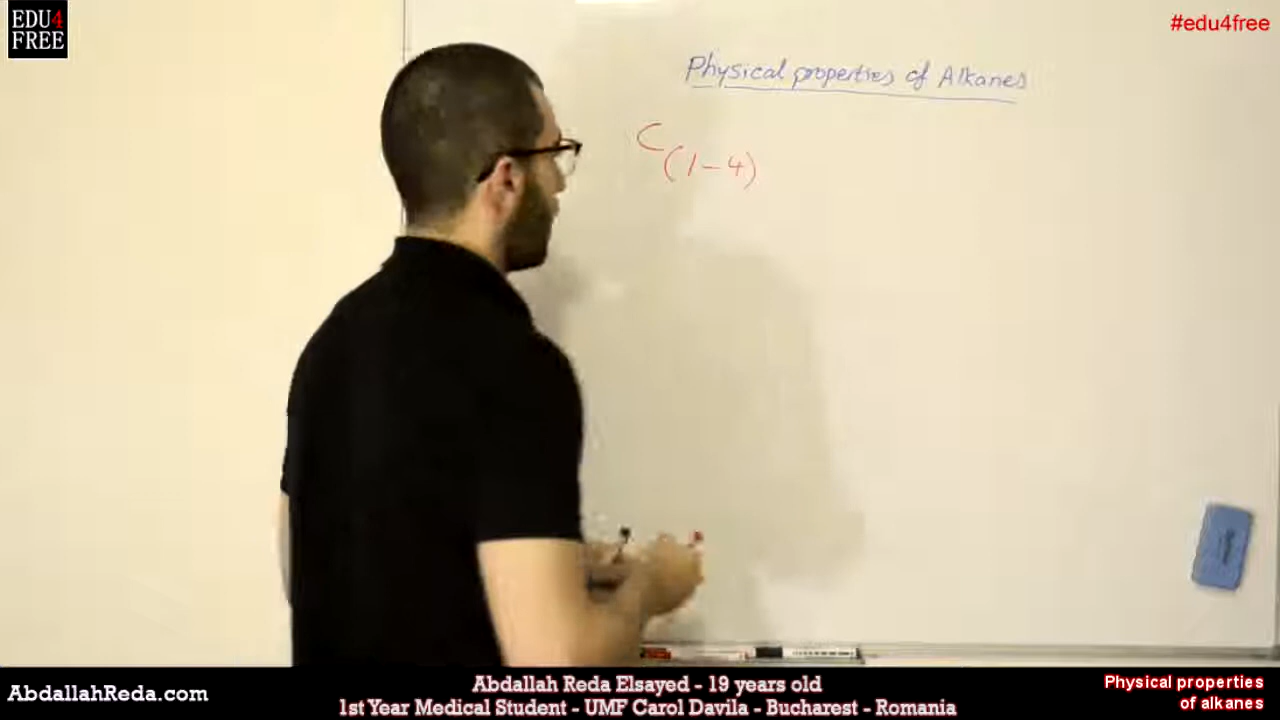 EDU4
FREE
#edu4free
Physical properties of Alkanes
C(1-4)
AbdallahReda.com
Abdallah Reda Elsayed - 19 years old
1st Year Medical Student - UMF Carol Davila - Bucharest - Romania
Physical properties
of alkanes